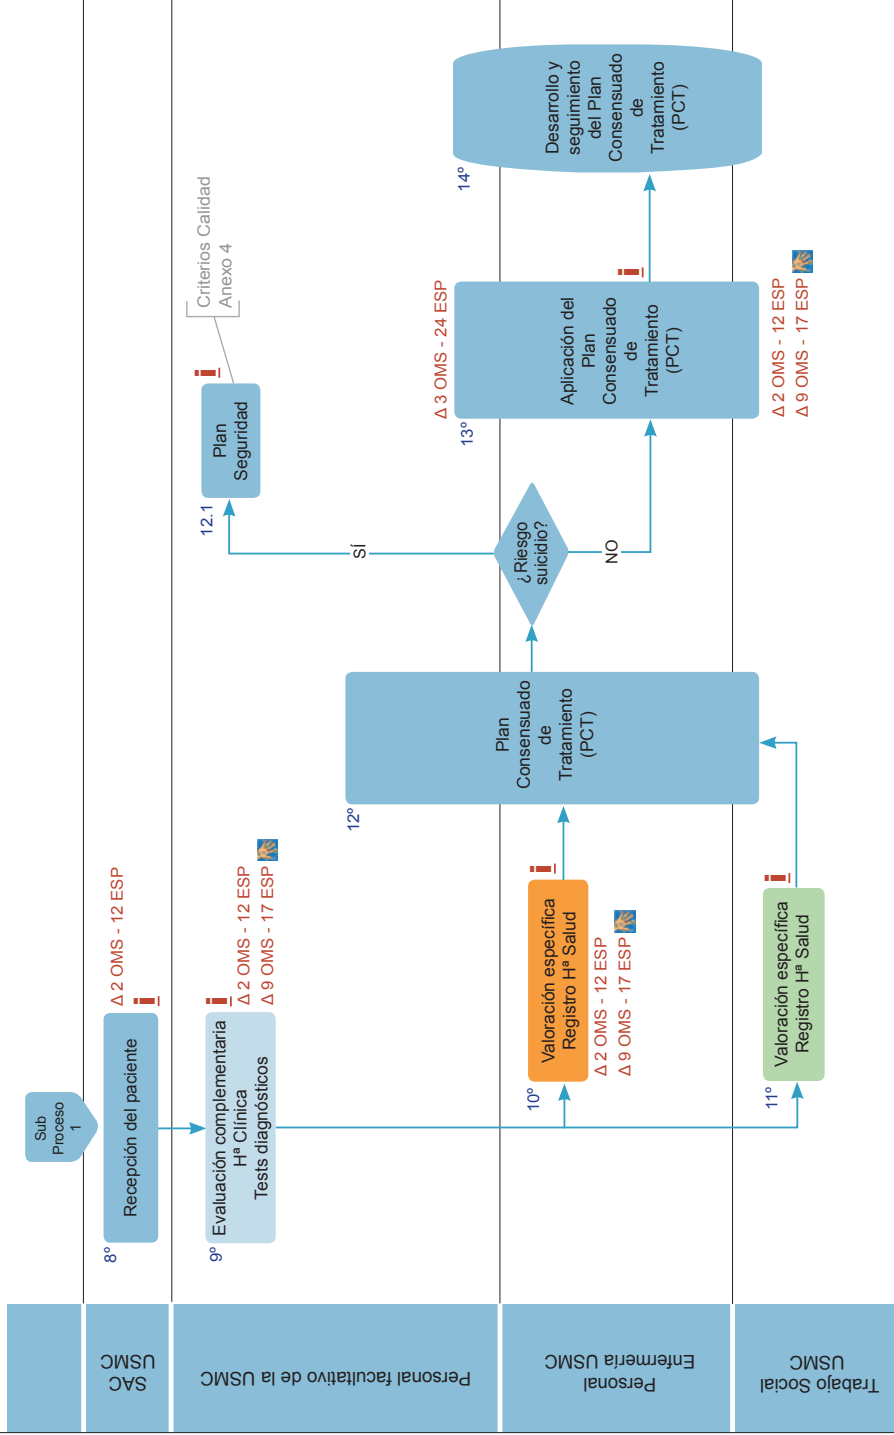 Sub
Proceso
1
SAC
USMC
8º
Recepción del paciente
Δ 2 OMS - 12 ESP
¡
Personal facultativo de la USMC
9º
Evaluación complementaria
Hª Clínica
Tests diagnósticos
¡
Δ 2 OMS - 12 ESP
Δ 9 OMS - 17 ESP
12.1
Plan
Seguridad
¡
Criterios Calidad
Anexo 4
Personal
Enfermería USMC
10º
Valoración específica
Registro Hª Salud
¡
Δ 2 OMS - 12 ESP
Δ 9 OMS - 17 ESP
12º
Plan
Consensuado
de
Tratamiento
(PCT)
¿Riesgo
suicidio?
SÍ
NO
13º
Δ 3 OMS - 24 ESP
Aplicación del
Plan
Consensuado
de
Tratamiento
(PCT)
¡
Δ 2 OMS - 12 ESP
Δ 9 OMS - 17 ESP
14º
Desarrollo y
seguimiento
del Plan
Consensuado
de
Tratamiento
(PCT)
Trabajo Social
USMC
11º
Valoración específica
Registro Hª Salud
¡